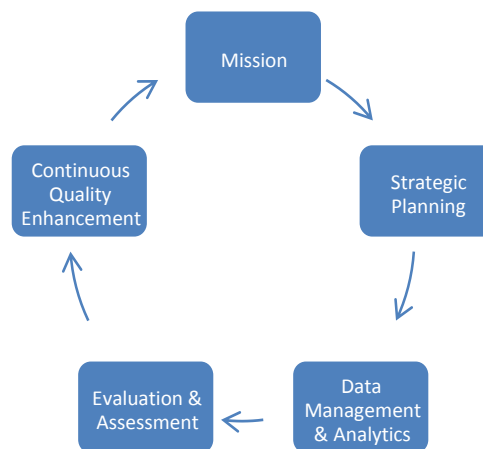 Mission
Strategic
Planning
Data
Management
& Analytics
Evaluation &
Assessment
Continuous
Quality
Enhancement